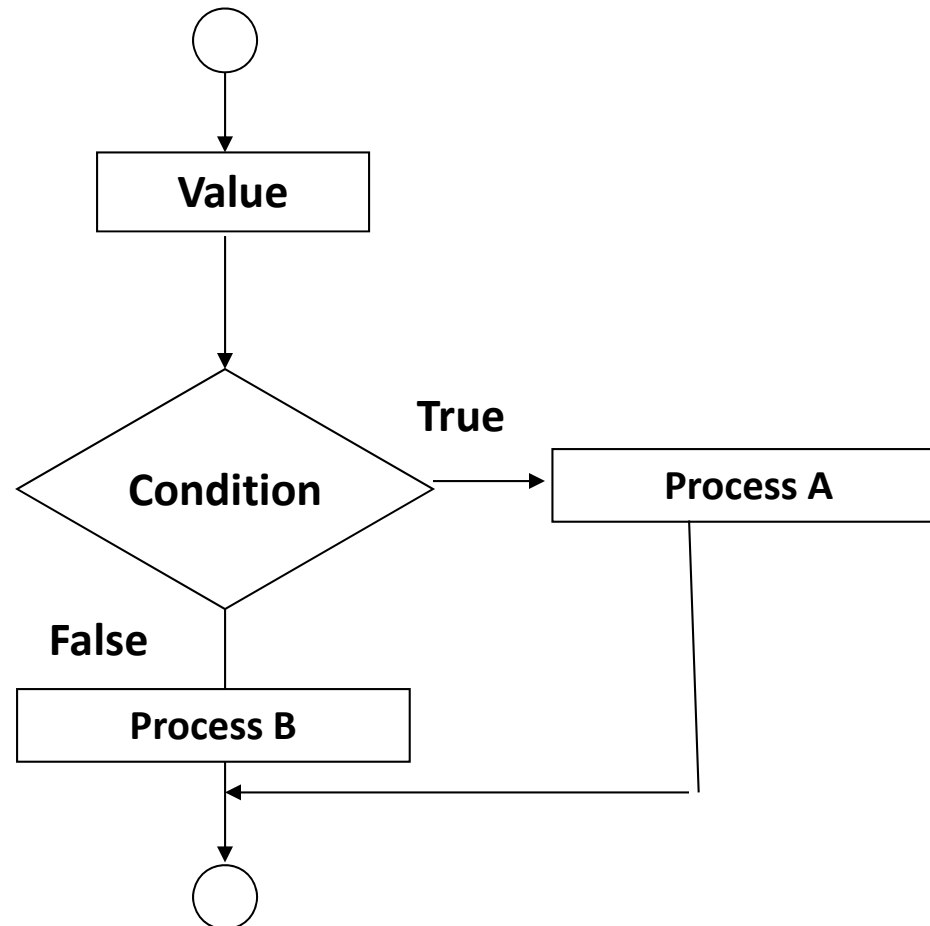 Value
True
Condition
Process A
False
Process B